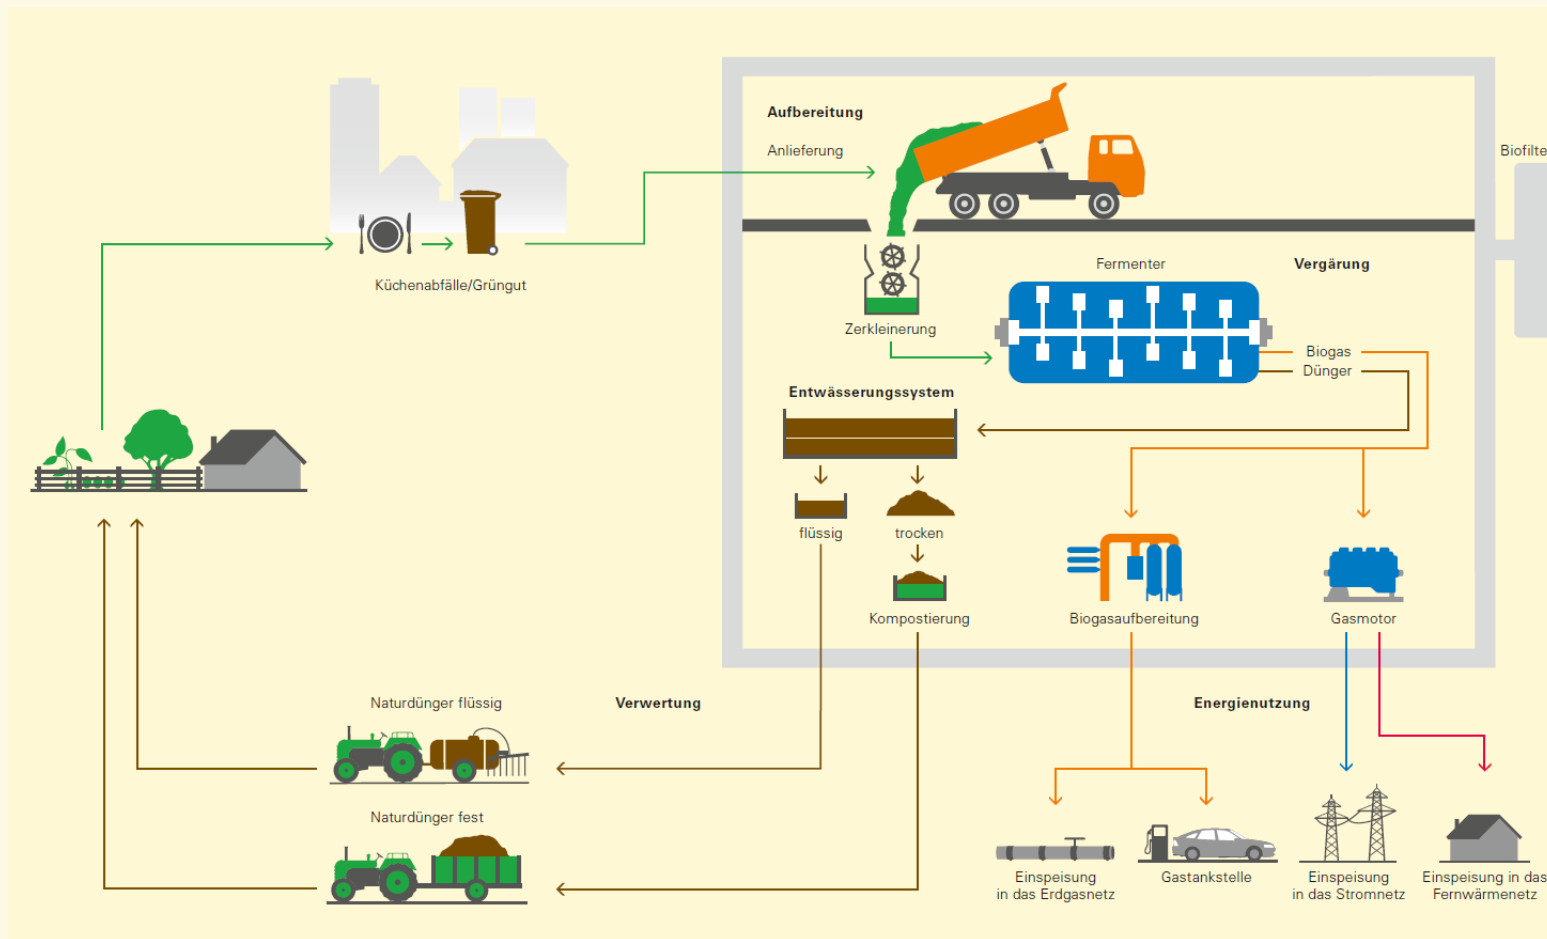 Aufbereitung
Anlieferung
Biofilte
Küchenabfälle/Grüngut
Fermenter
Vergärung
Zerkleinerung
Biogas
Dünger
Entwässerungssystem
flüssig
trocken
Kompostierung
Biogasaufbereitung
Gasmotor
Naturdünger flüssig
Verwertung
Energienutzung
Naturdünger fest
Einspeisung
in das Erdgasnetz
Gastankstelle
Einspeisung
in das Stromnetz
Einspeisung in das
Fernwärmenetz